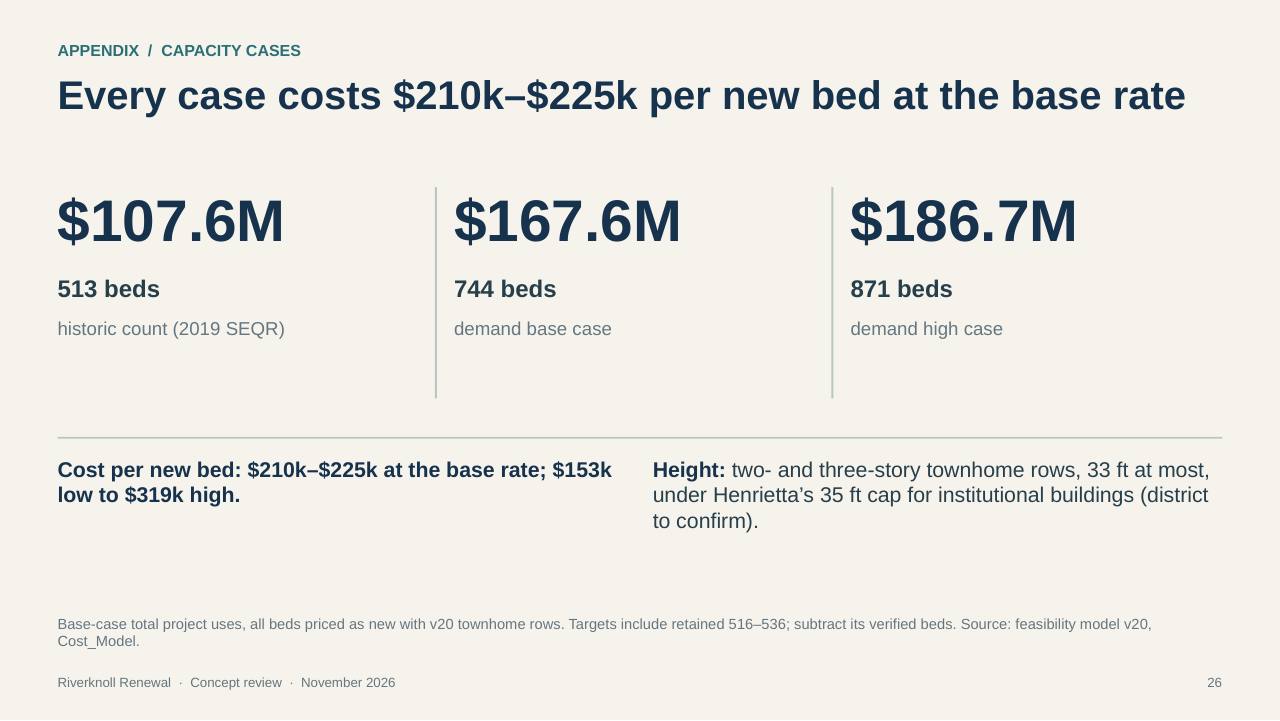 APPENDIX / CAPACITY CASES
Every case costs $210k–$225k per new bed at the base rate
$107.6M
513 beds
historic count (2019 SEQR)
$167.6M
744 beds
demand base case
$186.7M
871 beds
demand high case
Cost per new bed: $210k–$225k at the base rate; $153k
low to $319k high.
Height: two- and three-story townhome rows, 33 ft at most,
under Henrietta’s 35 ft cap for institutional buildings (district
to confirm).
Base-case total project uses, all beds priced as new with v20 townhome rows. Targets include retained 516–536; subtract its verified beds. Source: feasibility model v20,
Cost_Model.
Riverknoll Renewal · Concept review · November 2026
26